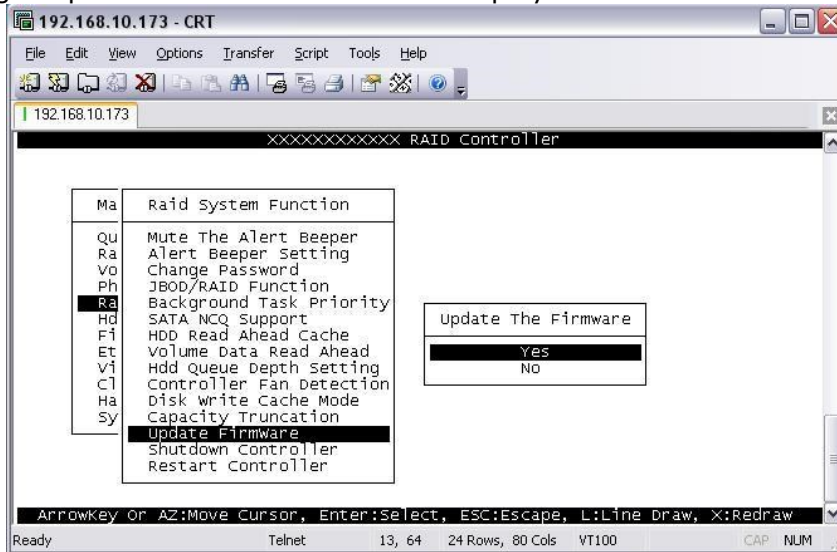 192.168.10.173 - CRT
File Edit View Options Transfer Script Tools Help
192.168.10.173
XXXXXXXXXXXX RAID Controller
Ma
Raid System Function
Qu Mute The Alert Beeper
Ra Alert Beeper Setting
Vo Change Password
Ph JBOD/RAID Function
Ra Background Task Priority
Hd SATA NCQ Support
Fi HDD Read Ahead Cache
Et Volume Data Read Ahead
Vi Hdd Queue Depth Setting
Cl Controller Fan Detection
Ha Disk Write Cache Mode
Sy Capacity Truncation
Update Firmware
Shutdown Controller
Restart Controller
Update The Firmware
Yes
No
ArrowKey Or AZ:Move Cursor, Enter:Select, ESC:Escape, L:Line Draw, X:Redraw
Ready Telnet 13, 64 24 Rows, 80 Cols VT100 CAP NUM